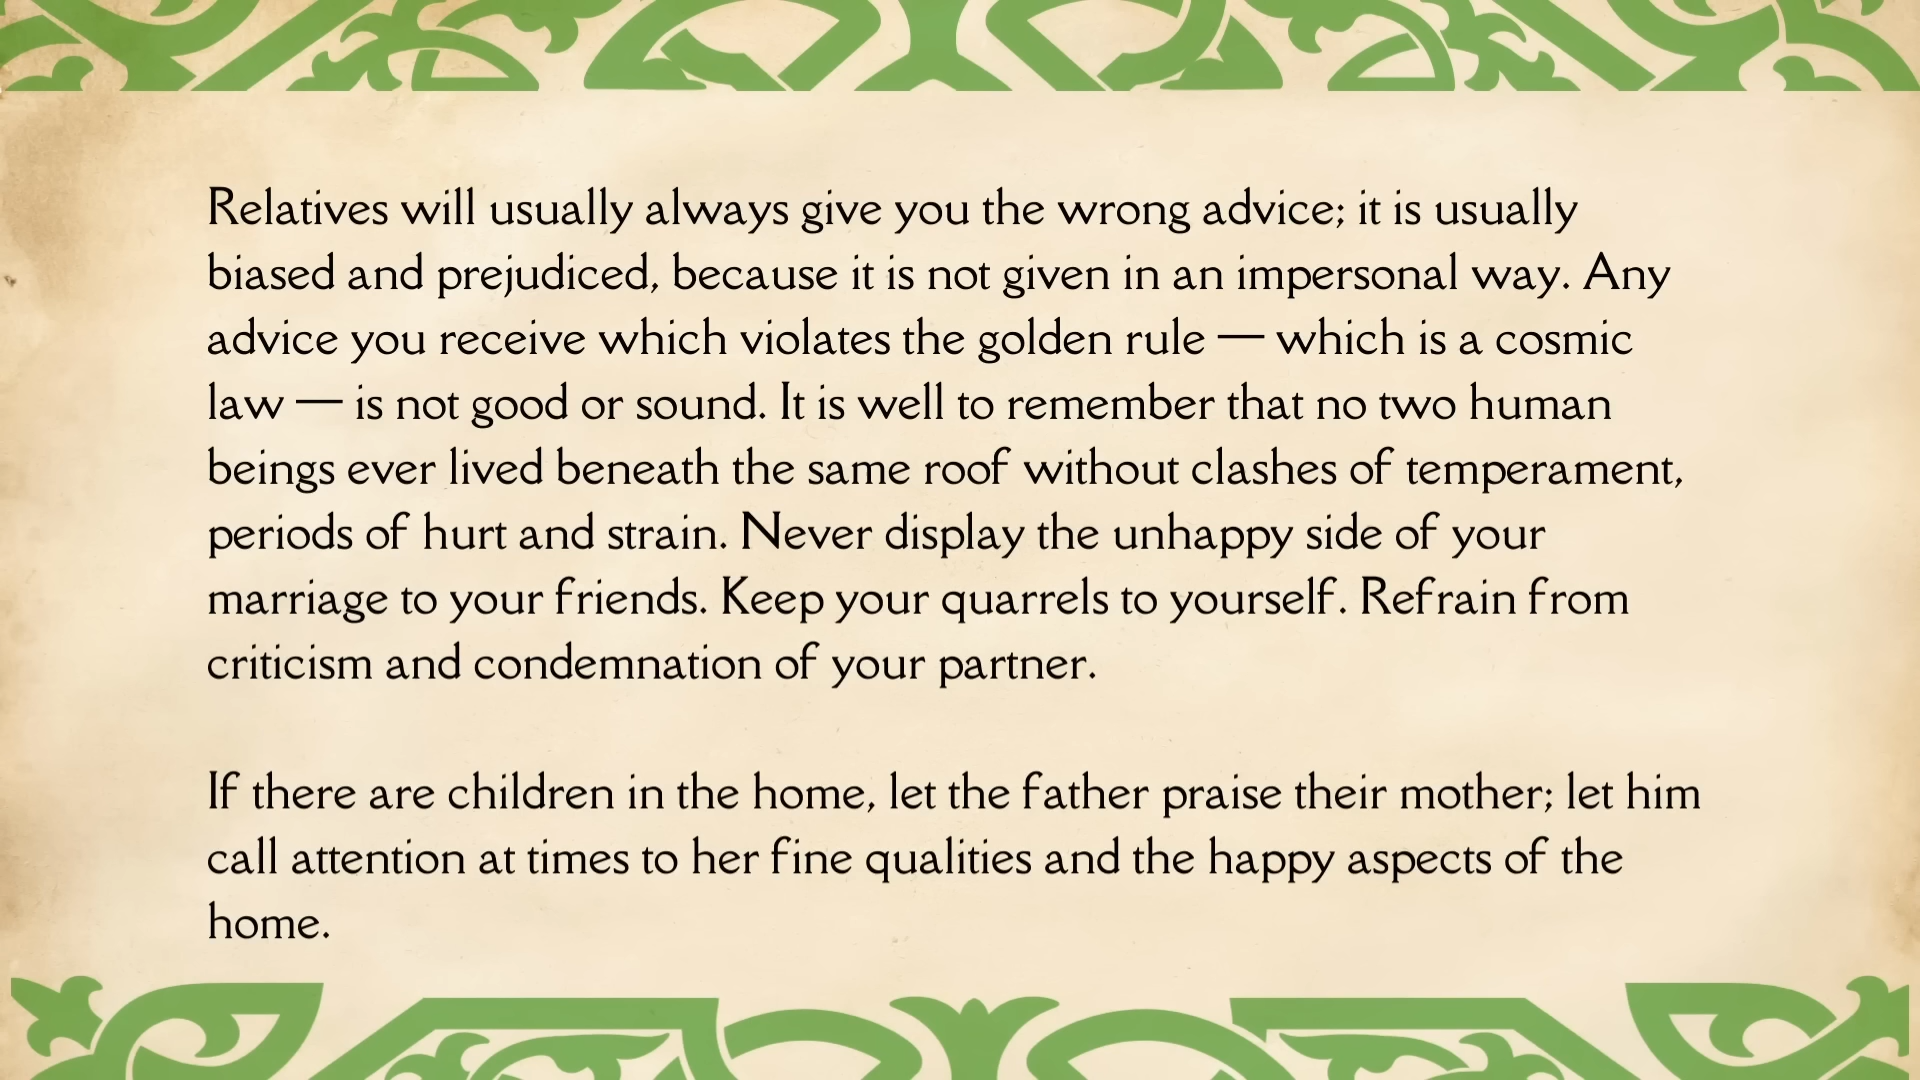 Relatives will usually always give you the wrong advice; it is usually
biased and prejudiced, because it is not given in an impersonal way. Any
advice you receive which violates the golden rule — which is a cosmic
law — is not good or sound. It is well to remember that no two human
beings ever lived beneath the same roof without clashes of temperament,
periods of hurt and strain. Never display the unhappy side of your
marriage to your friends. Keep your quarrels to yourself. Refrain from
criticism and condemnation of your partner.
If there are children in the home, let the father praise their mother; let him
call attention at times to her fine qualities and the happy aspects of the
home.